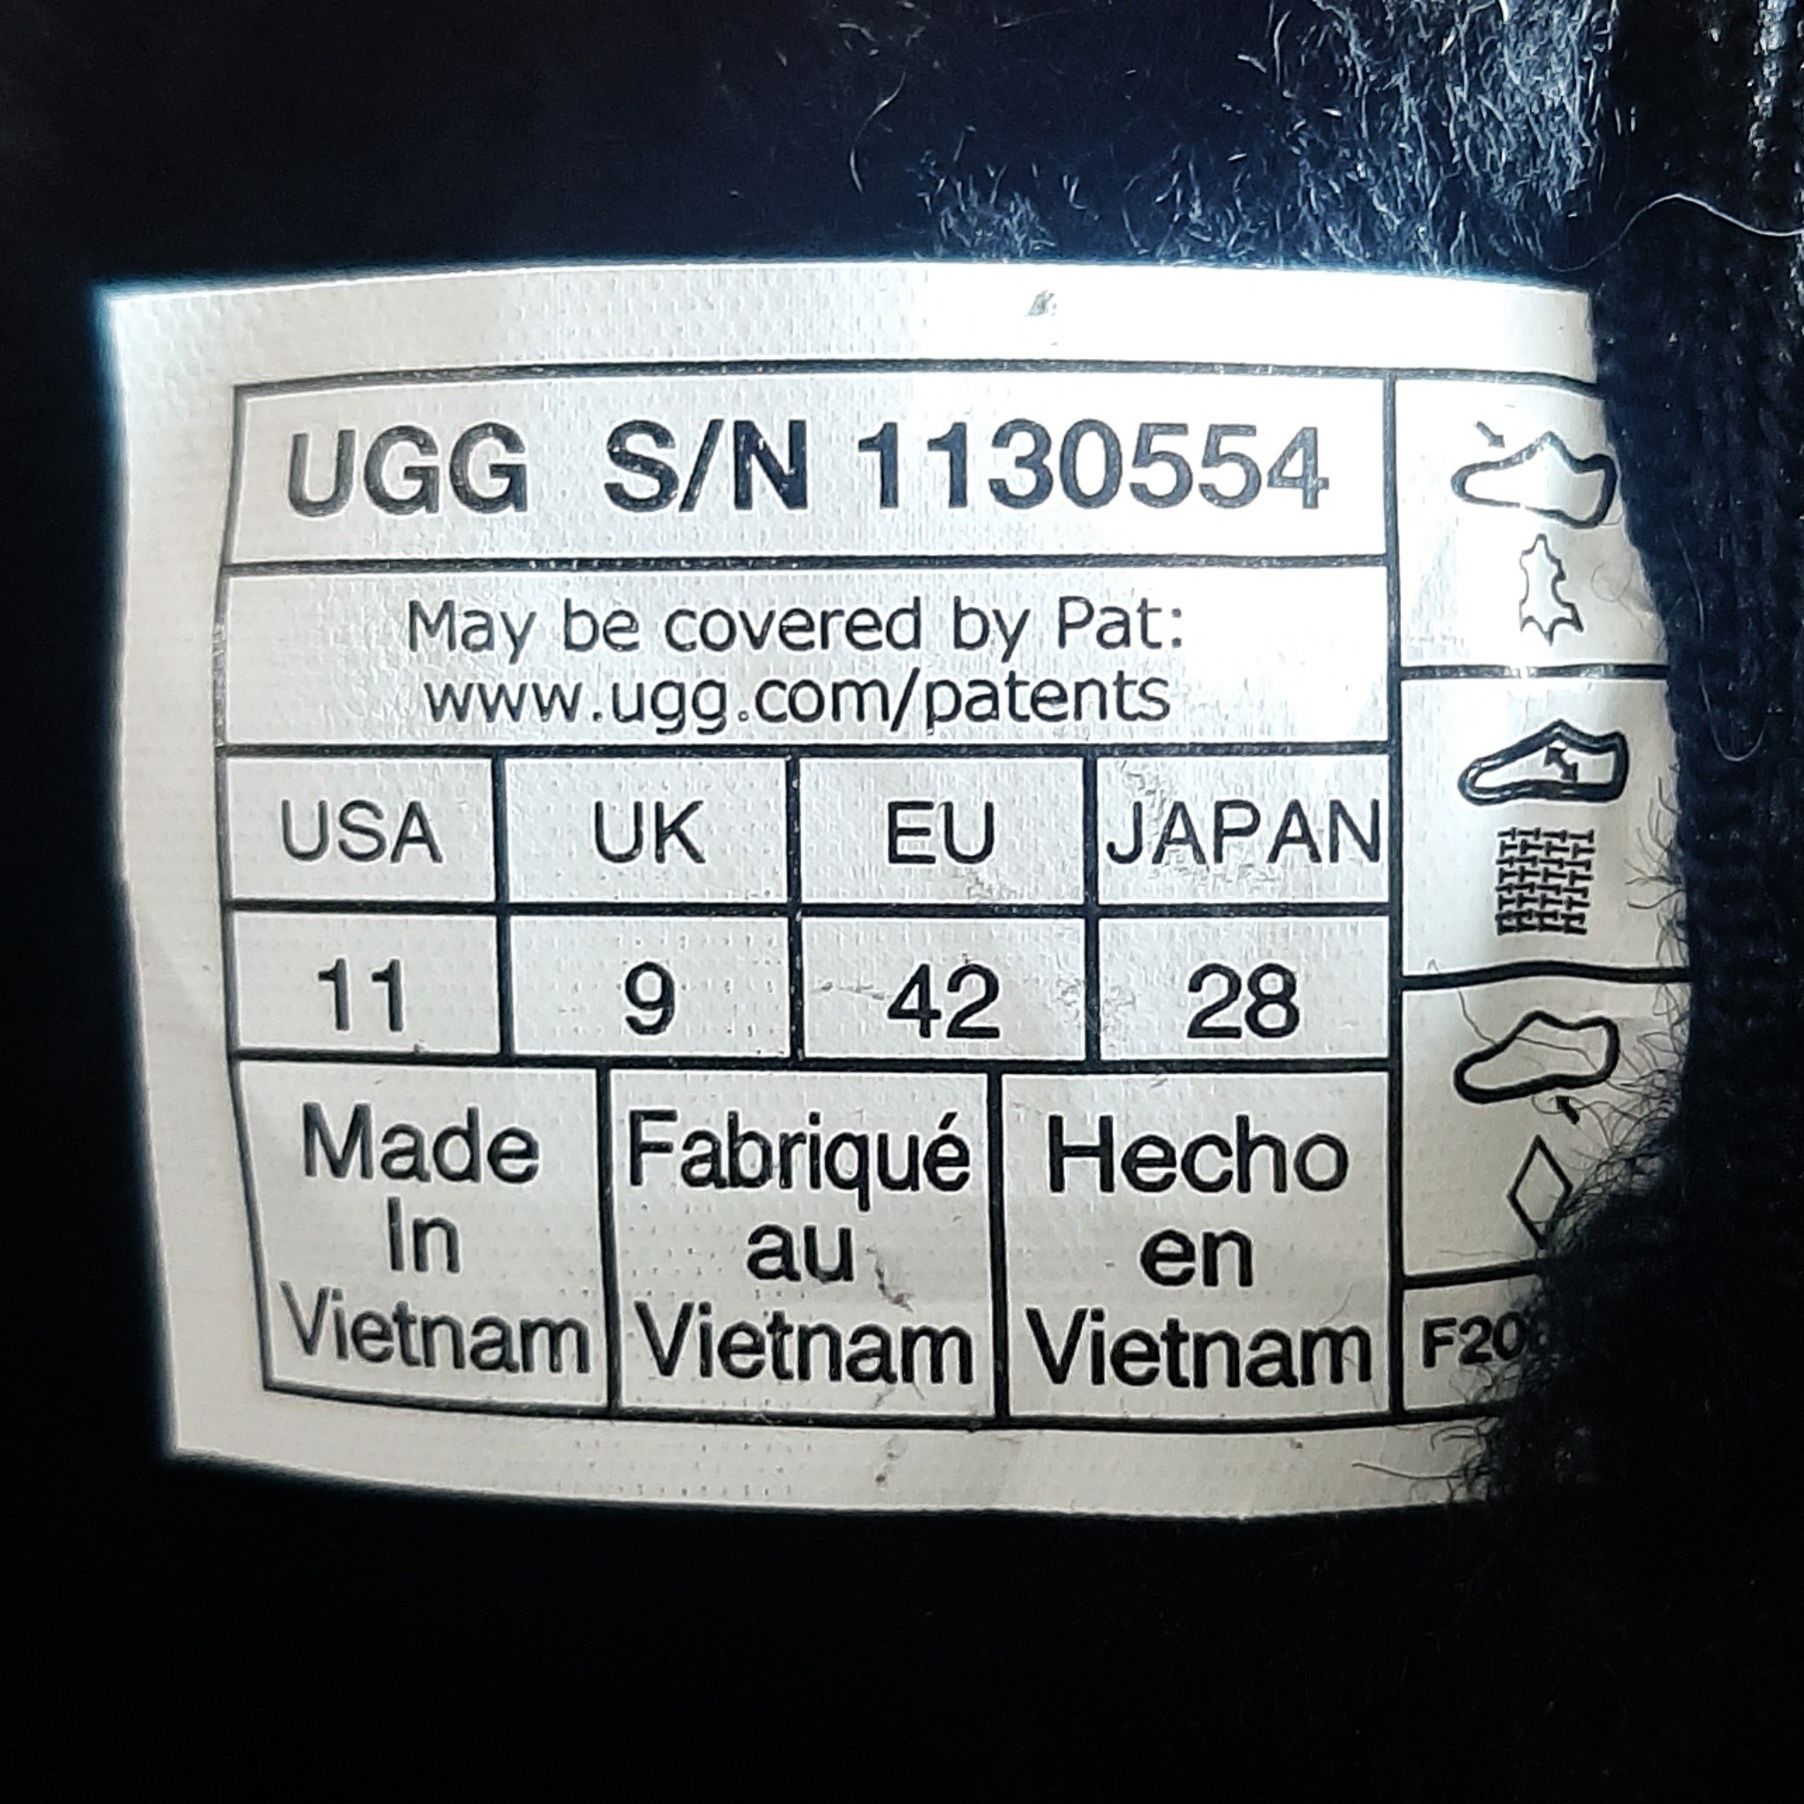 UGG S/N 1130554
May be covered by Pat:
www.ugg.com/patents
USA UK EU JAPAN
11 9 42 28
Made
In
Vietnam
Fabriqué
au
Vietnam
Hecho
en
Vietnam